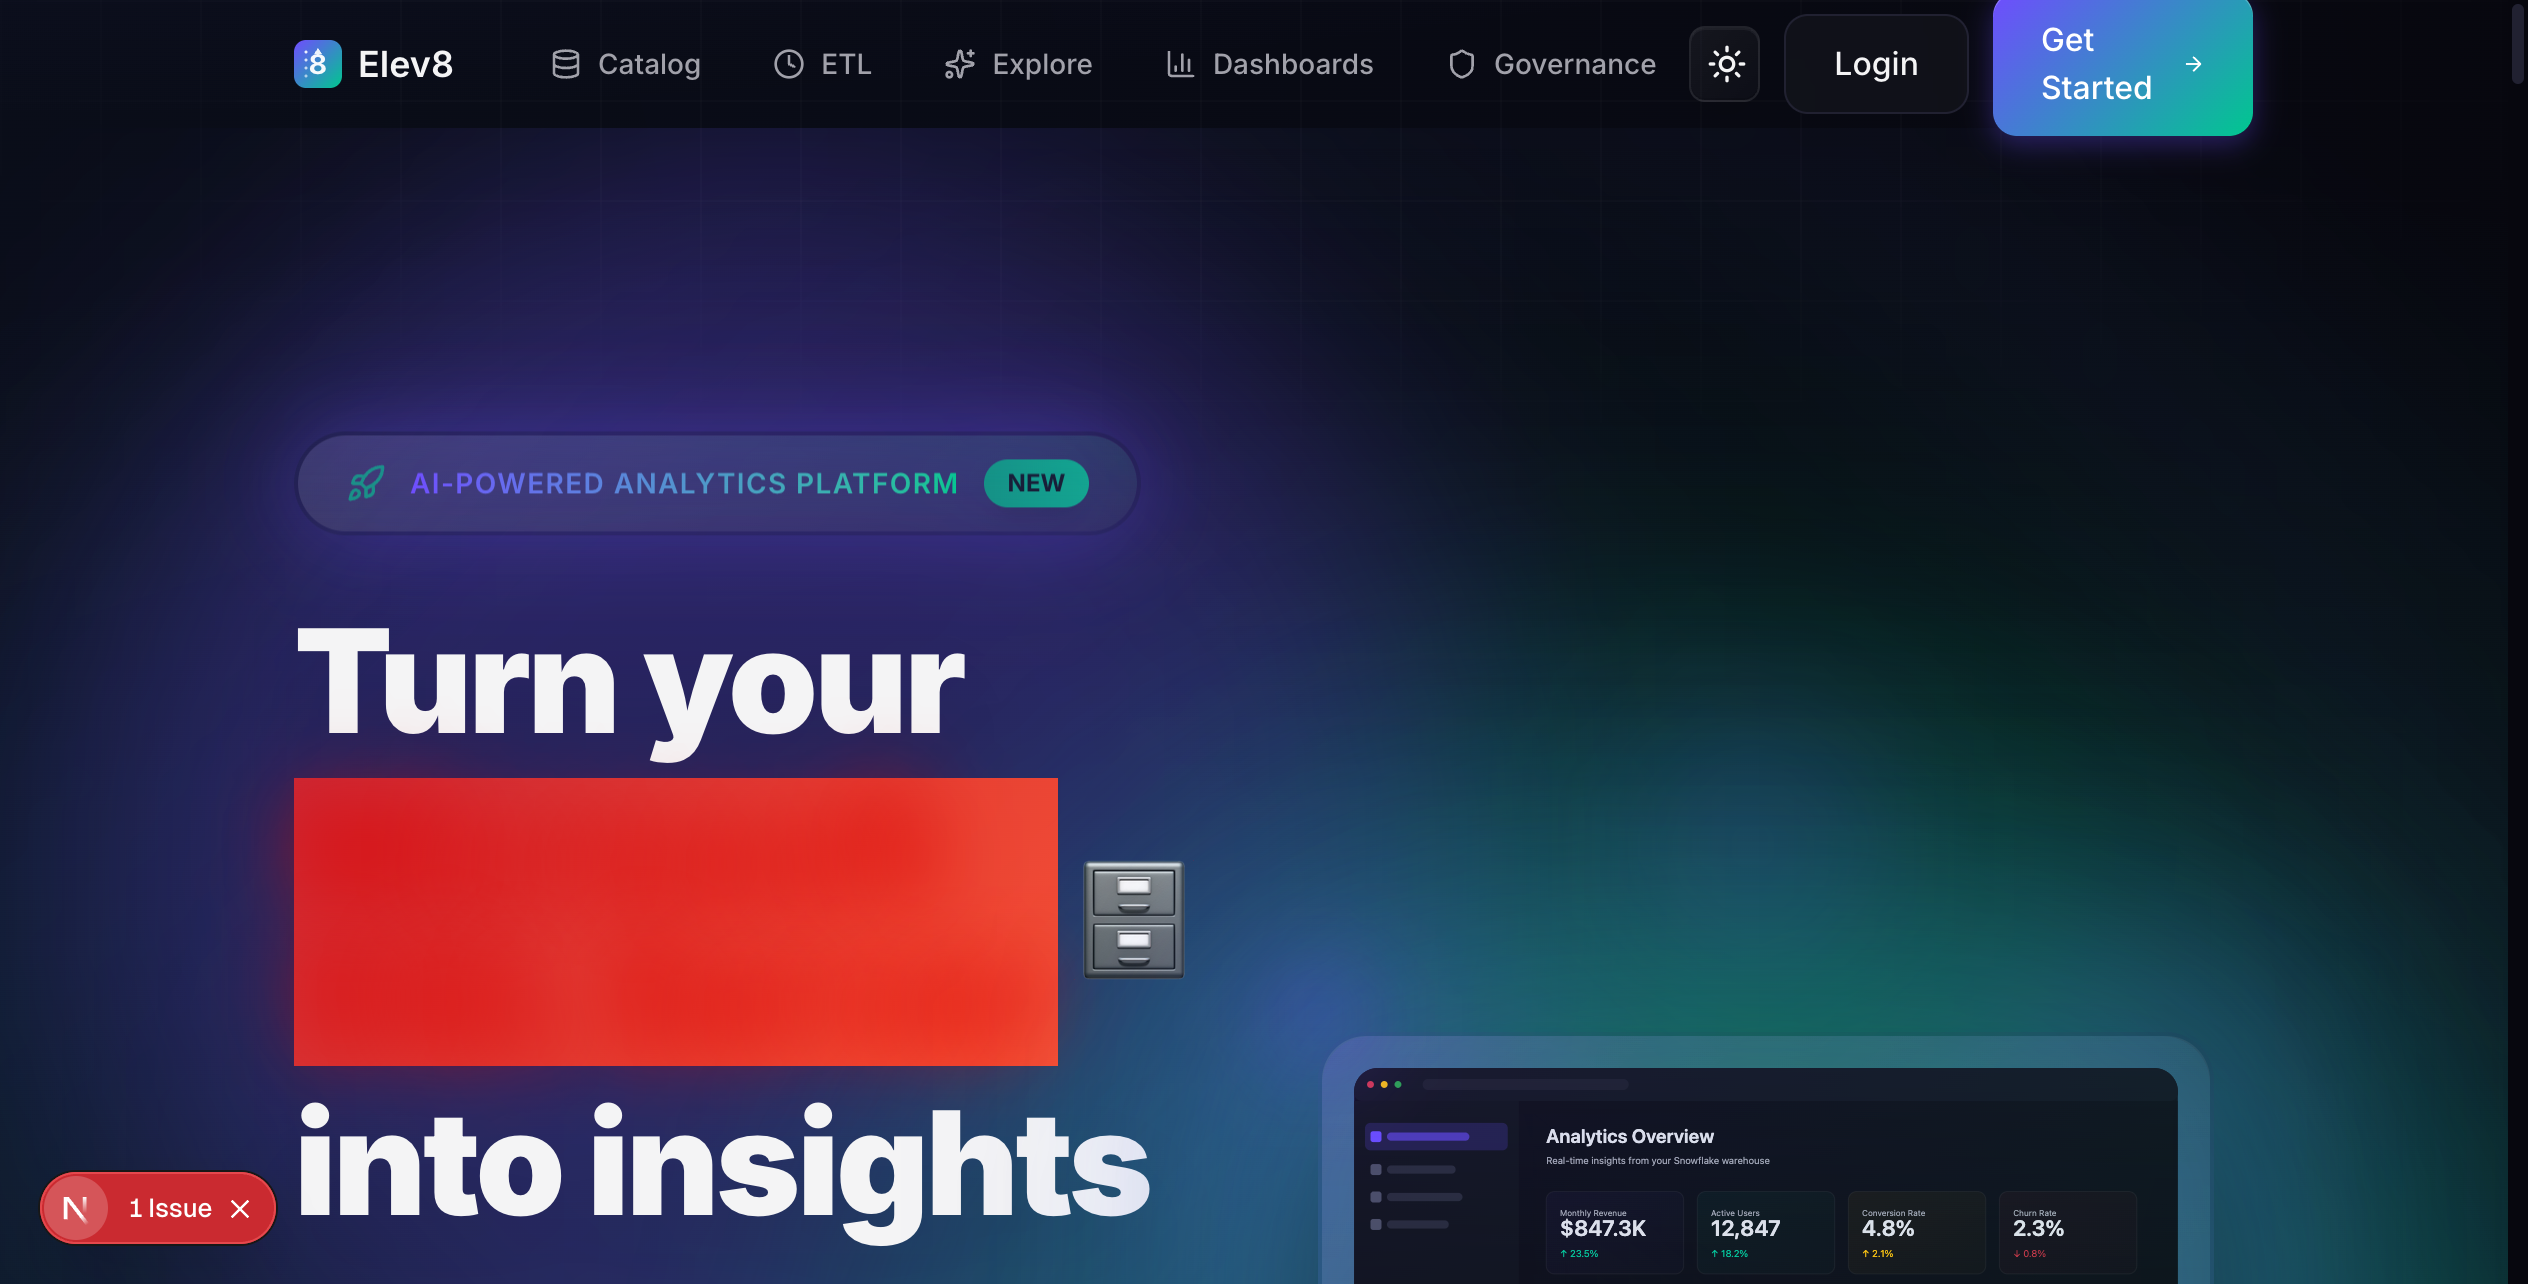 8 Elev8 Catalog ETL Explore Dashboards Governance Login Get Started →
AI-POWERED ANALYTICS PLATFORM NEW
Turn your
into insights
Analytics Overview
Real-time insights from your Snowflake warehouse
Monthly Revenue Active Users Conversion Rate Churn Rate
$847.3K 12,847 4.8% 2.3%
↑ 23.5% ↑ 18.2% ↑ 2.1% ↓ 0.8%
N 1 Issue ×